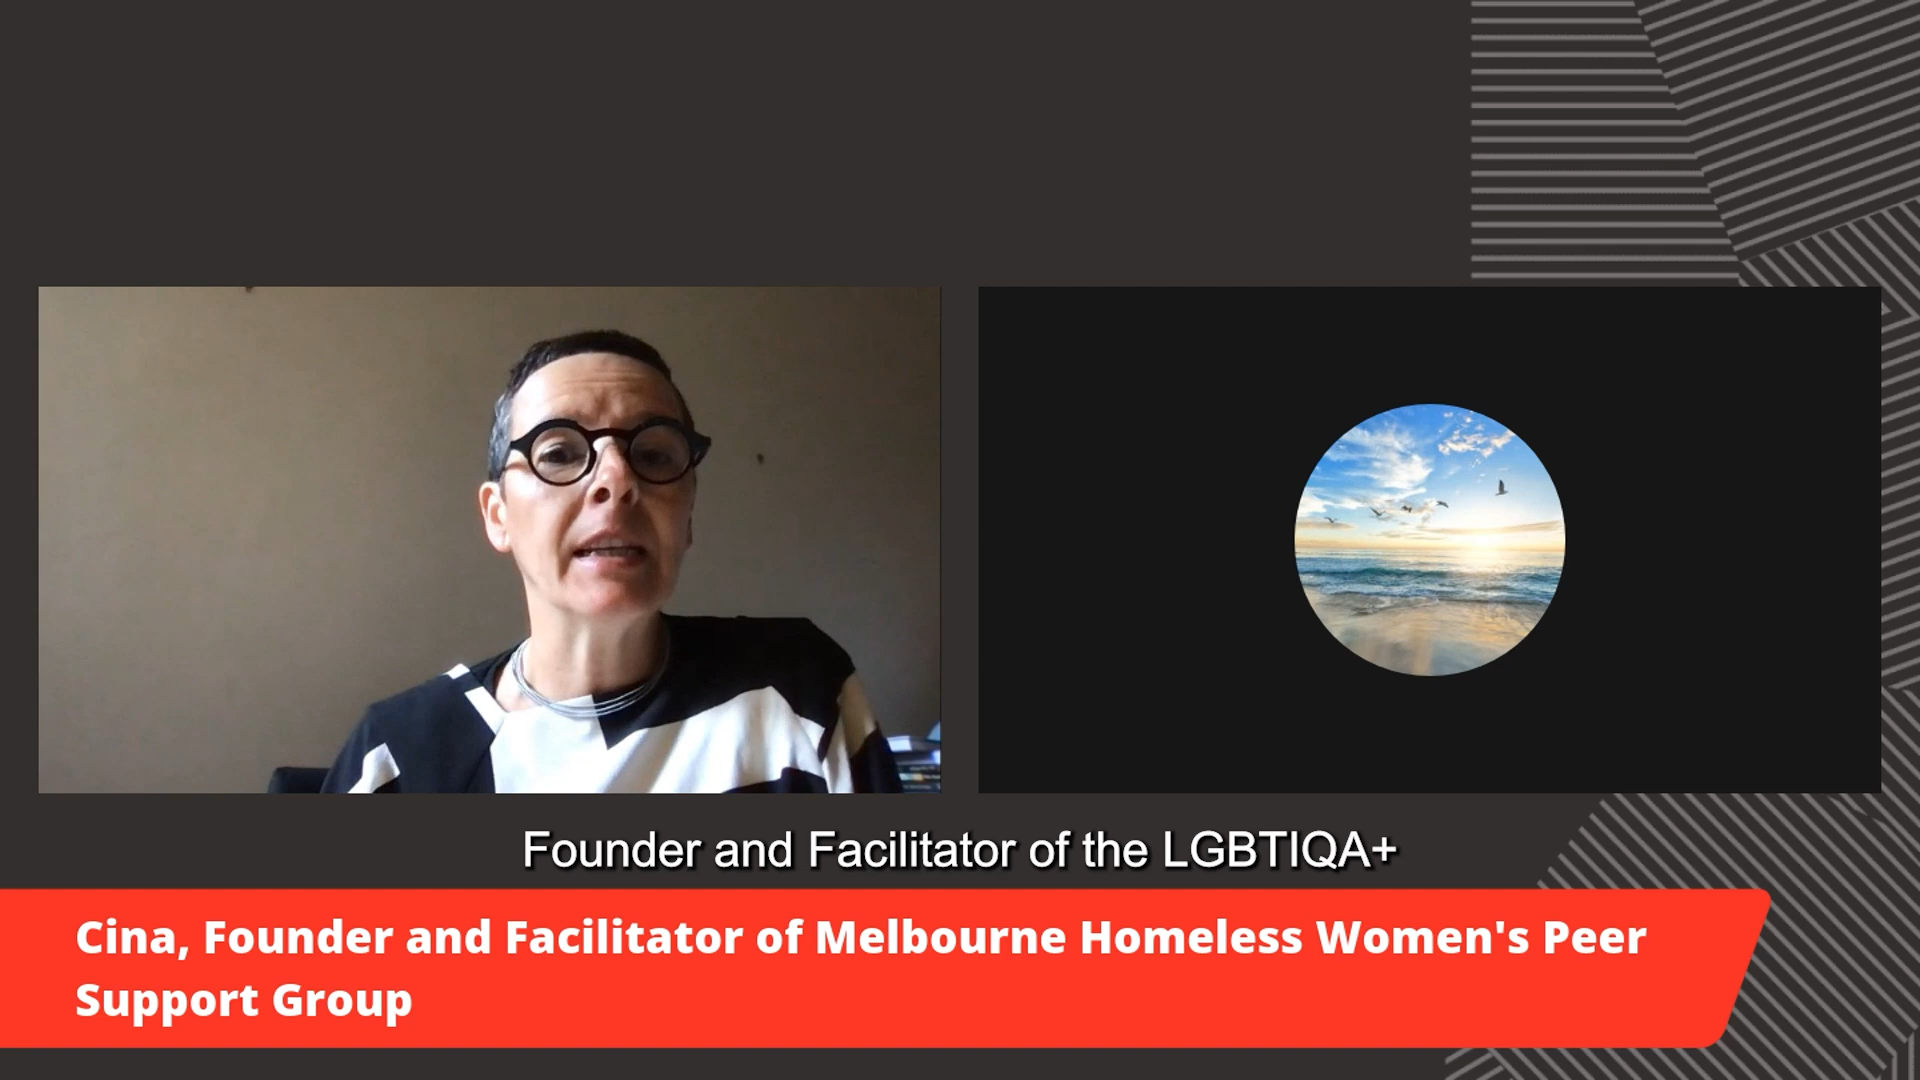 Founder and Facilitator of the LGBTIQA+
Cina, Founder and Facilitator of Melbourne Homeless Women's Peer
Support Group